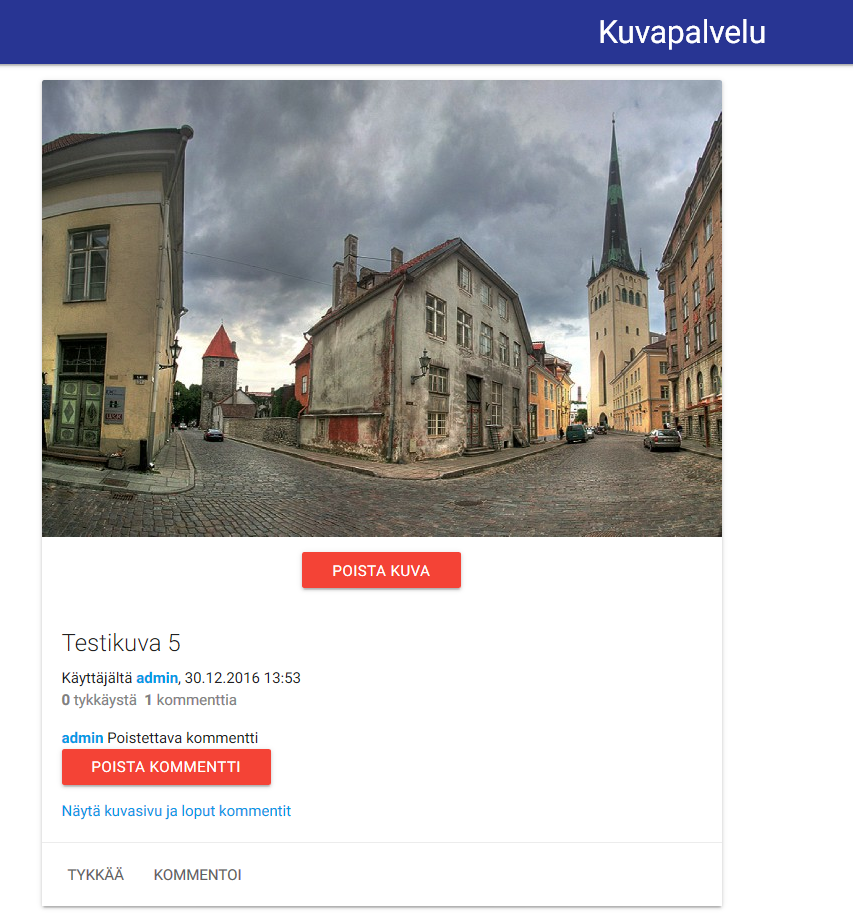 Kuvapalvelu
POISTA KUVA
Testikuva 5
Käyttäjältä admin, 30.12.2016 13:53
0 tykkäystä 1 kommenttia
admin Poistettava kommentti
POISTA KOMMENTTI
Näytä kuvasivu ja loput kommentit
TYKKÄÄ KOMMENTOI